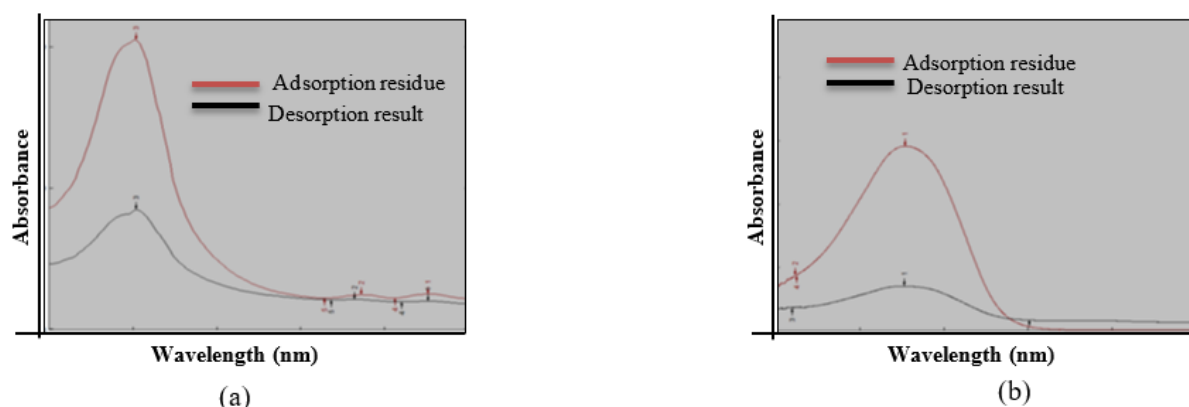 Absorbance
Adsorption residue
Desorption result
Wavelength (nm)
(a)
Absorbance
Adsorption residue
Desorption result
Wavelength (nm)
(b)